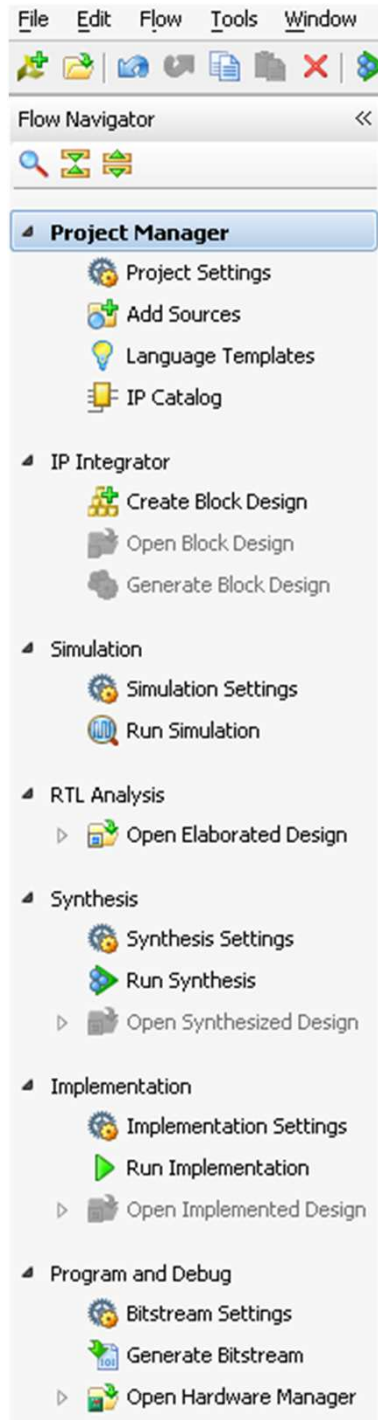 File Edit Flow Tools Window
Flow Navigator
Project Manager
Project Settings
Add Sources
Language Templates
IP Catalog
IP Integrator
Create Block Design
Open Block Design
Generate Block Design
Simulation
Simulation Settings
Run Simulation
RTL Analysis
Open Elaborated Design
Synthesis
Synthesis Settings
Run Synthesis
Open Synthesized Design
Implementation
Implementation Settings
Run Implementation
Open Implemented Design
Program and Debug
Bitstream Settings
Generate Bitstream
Open Hardware Manager